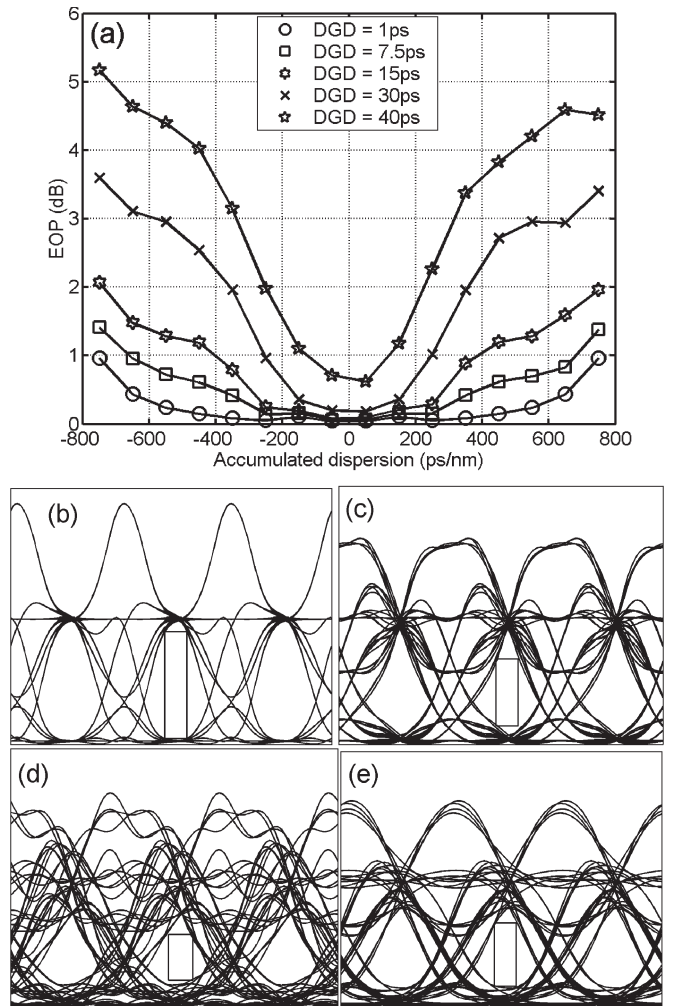 (a)
DGD = 1ps
DGD = 7.5ps
DGD = 15ps
DGD = 30ps
DGD = 40ps
6
5
4
3
2
1
0
EOP (dB)
-800 -600 -400 -200 0 200 400 600 800
Accumulated dispersion (ps/nm)
(b)
(c)
(d)
(e)